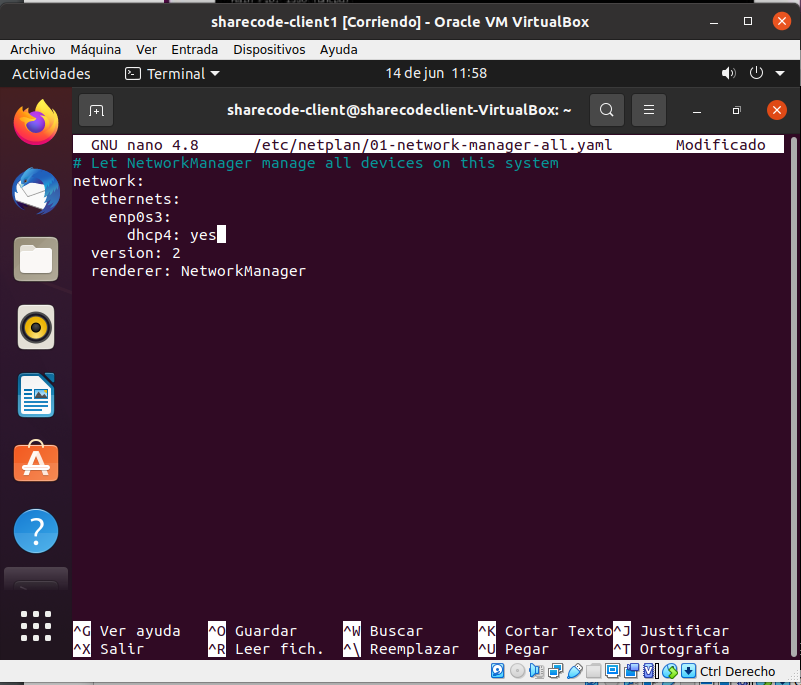 sharecode-client1 [Corriendo] - Oracle VM VirtualBox
Archivo Máquina Ver Entrada Dispositivos Ayuda
Actividades Terminal 14 de jun 11:58
sharecode-client@sharecodeclient-VirtualBox: ~
GNU nano 4.8 /etc/netplan/01-network-manager-all.yaml Modificado
# Let NetworkManager manage all devices on this system
network:
  ethernets:
    enp0s3:
      dhcp4: yes
  version: 2
  renderer: NetworkManager
^G Ver ayuda ^O Guardar ^W Buscar ^K Cortar Texto ^J Justificar
^X Salir ^R Leer fich. ^\ Reemplazar ^U Pegar ^T Ortografía
Ctrl Derecho